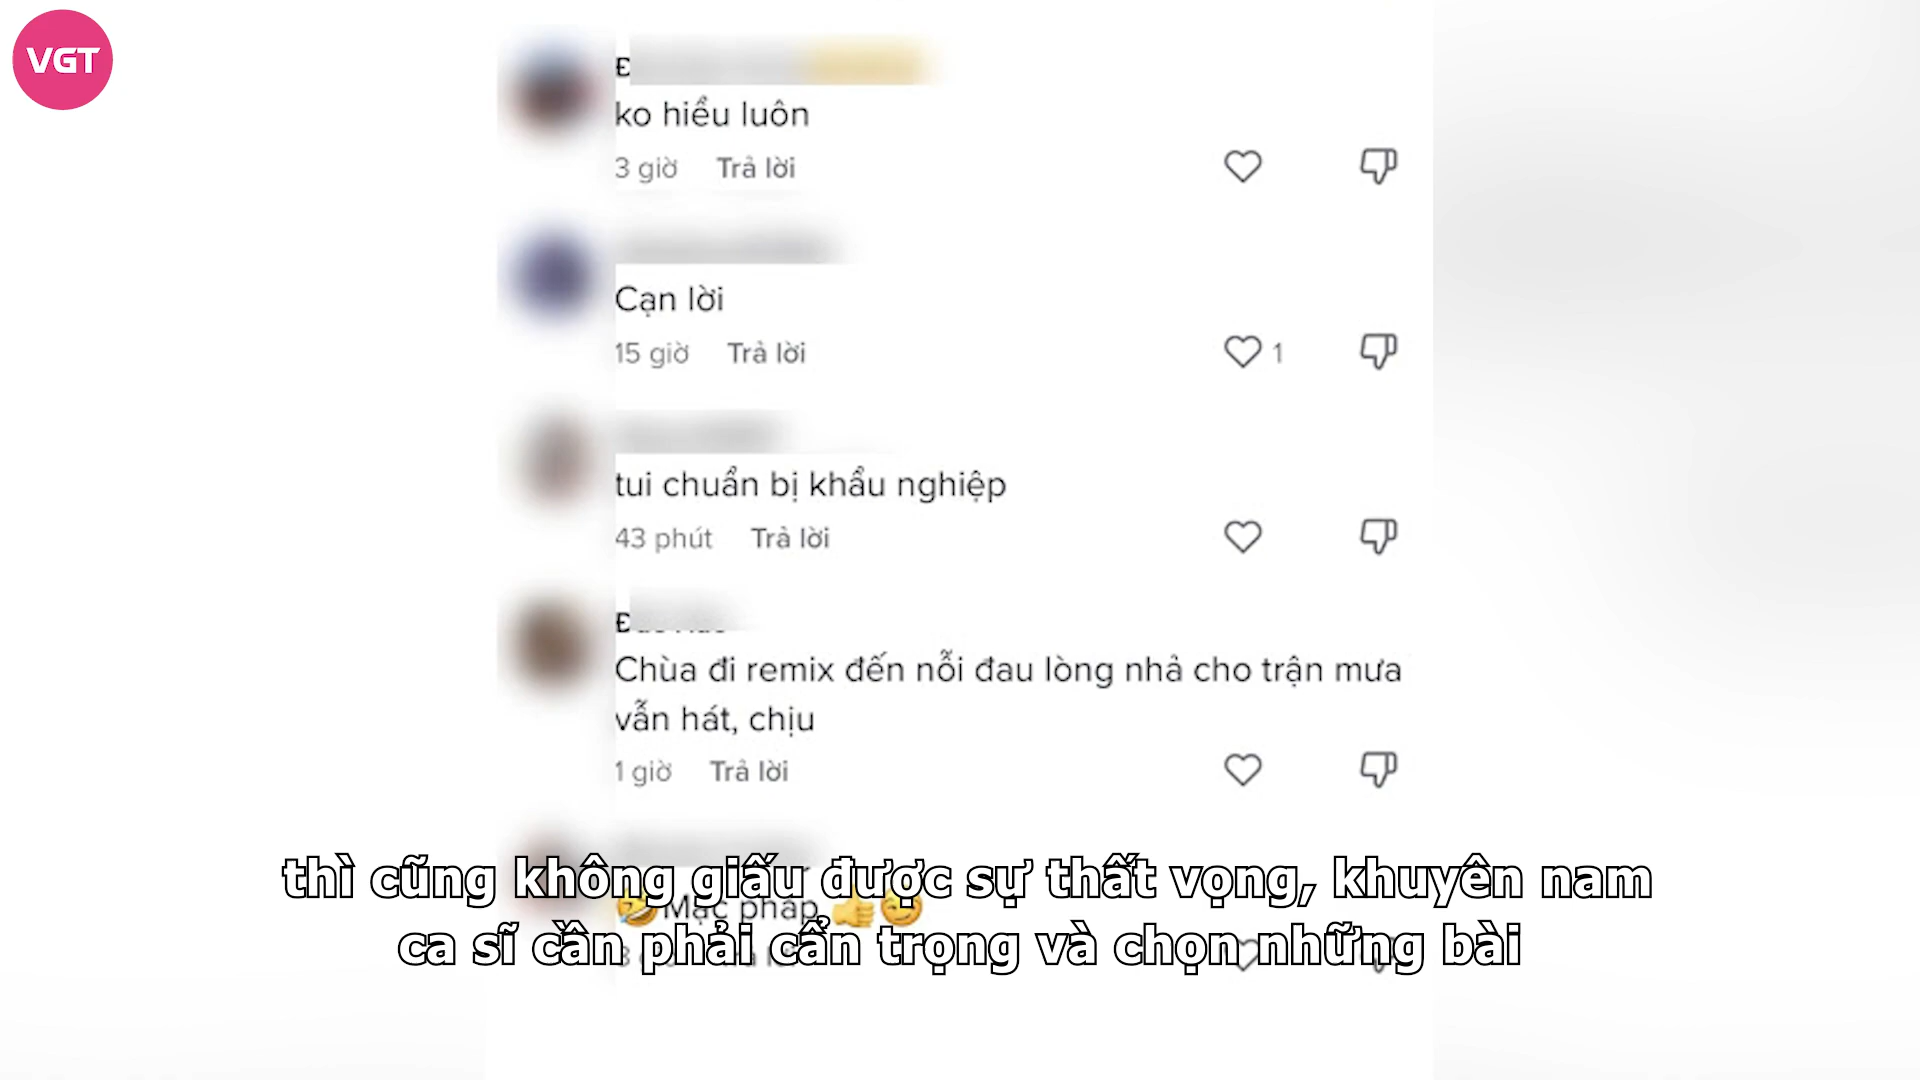 VGT
ko hiểu luôn
3 giờ Trả lời
Cạn lời
15 giờ Trả lời 1
tui chuẩn bị khẩu nghiệp
43 phút Trả lời
Chùa đi remix đến nỗi đau lòng nhả cho trận mưa
vẫn hát, chịu
1 giờ Trả lời
🤣Mạc pháp 👍😉
thì cũng không giấu được sự thất vọng, khuyên nam
ca sĩ cần phải cẩn trọng và chọn những bài